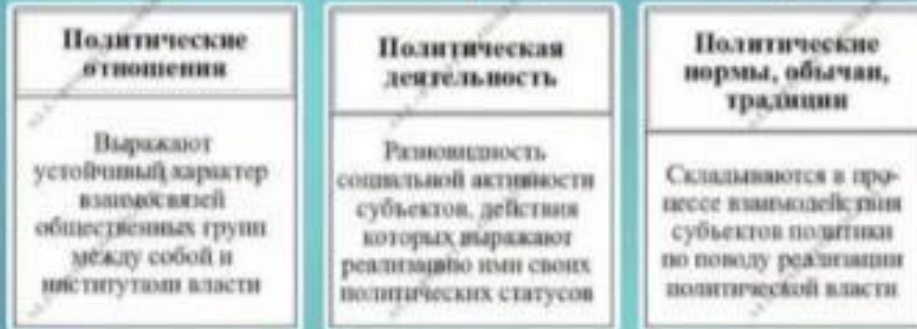 Политические
отношения
Выражают
устойчивый характер
взаимосвязей
общественных групп
между собой и
институтами власти
Политическая
деятельность
Разновидность
социальной активности
субъектов, действия
которых выражают
реализацию ими своих
политических статусов
Политические
нормы, обычаи,
традиции
Складываются в про-
цессе взаимодействия
субъектов политики
по поводу реализации
политической власти